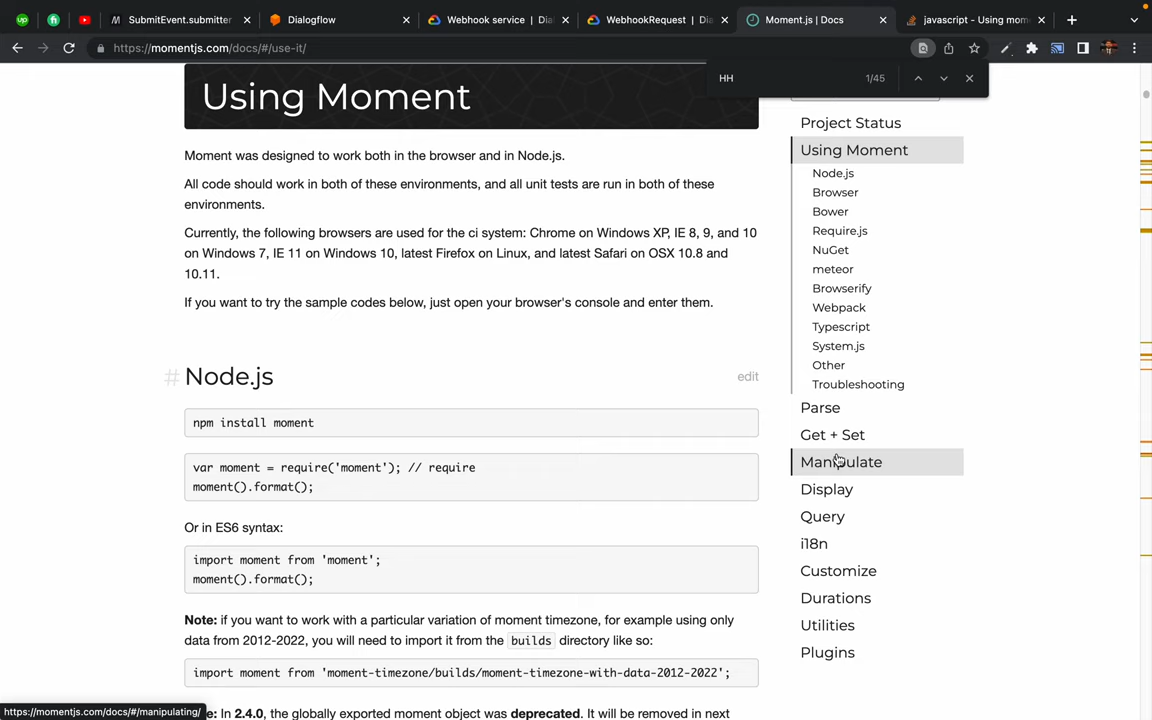 SubmitEvent.submitter
Dialogflow
Webhook service | Dia
WebhookRequest | Dia
Moment.js | Docs
javascript - Using mom
https://momentjs.com/docs/#/use-it/
HH
1/45
Using Moment
Moment was designed to work both in the browser and in Node.js.
All code should work in both of these environments, and all unit tests are run in both of these
environments.
Currently, the following browsers are used for the ci system: Chrome on Windows XP, IE 8, 9, and 10
on Windows 7, IE 11 on Windows 10, latest Firefox on Linux, and latest Safari on OSX 10.8 and
10.11.
If you want to try the sample codes below, just open your browser's console and enter them.
# Node.js
edit
npm install moment
var moment = require('moment'); // require
moment().format();
Or in ES6 syntax:
import moment from 'moment';
moment().format();
Note: if you want to work with a particular variation of moment timezone, for example using only
data from 2012-2022, you will need to import it from the builds directory like so:
import moment from 'moment-timezone/builds/moment-timezone-with-data-2012-2022';
e: In 2.4.0, the globally exported moment object was deprecated. It will be removed in next
Project Status
Using Moment
Node.js
Browser
Bower
Require.js
NuGet
meteor
Browserify
Webpack
Typescript
System.js
Other
Troubleshooting
Parse
Get + Set
Manipulate
Display
Query
i18n
Customize
Durations
Utilities
Plugins
https://momentjs.com/docs/#/manipulating/